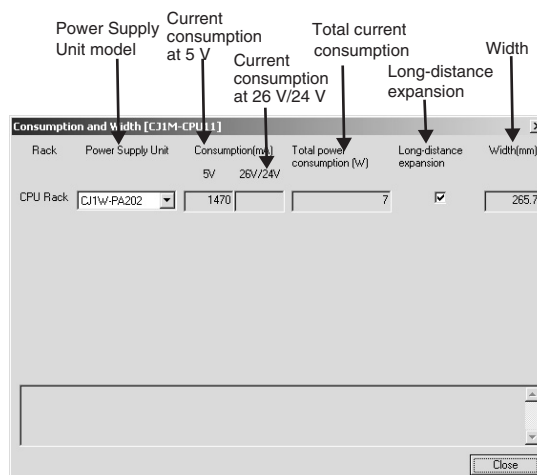 Power Supply
Unit model
Current
consumption
at 5 V
Current
consumption
at 26 V/24 V
Total current
consumption
Long-distance
expansion
Width
Consumption and Width [CJ1M-CPU11]
Rack
Power Supply Unit
Consumption(mA)
Total power
consumption (W)
Long-distance
expansion
Width(mm)
5V
26V/24V
CPU Rack
CJ1W-PA202
1470
7
265.7
Close